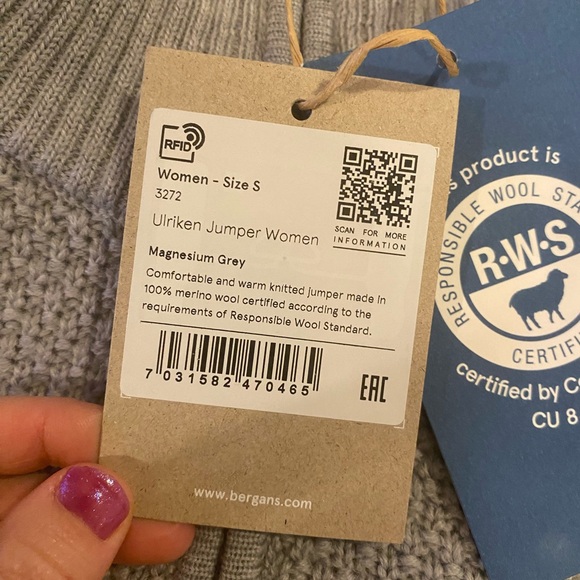 RFID
Women - Size S
3272
Ulriken Jumper Women
SCAN FOR MORE
INFORMATION
Magnesium Grey
Comfortable and warm knitted jumper made in
100% merino wool certified according to the
requirements of Responsible Wool Standard.
7 031582 470465
EAC
www.bergans.com
product is
RESPONSIBLE WOOL
R·W·S
certified by
CU 8